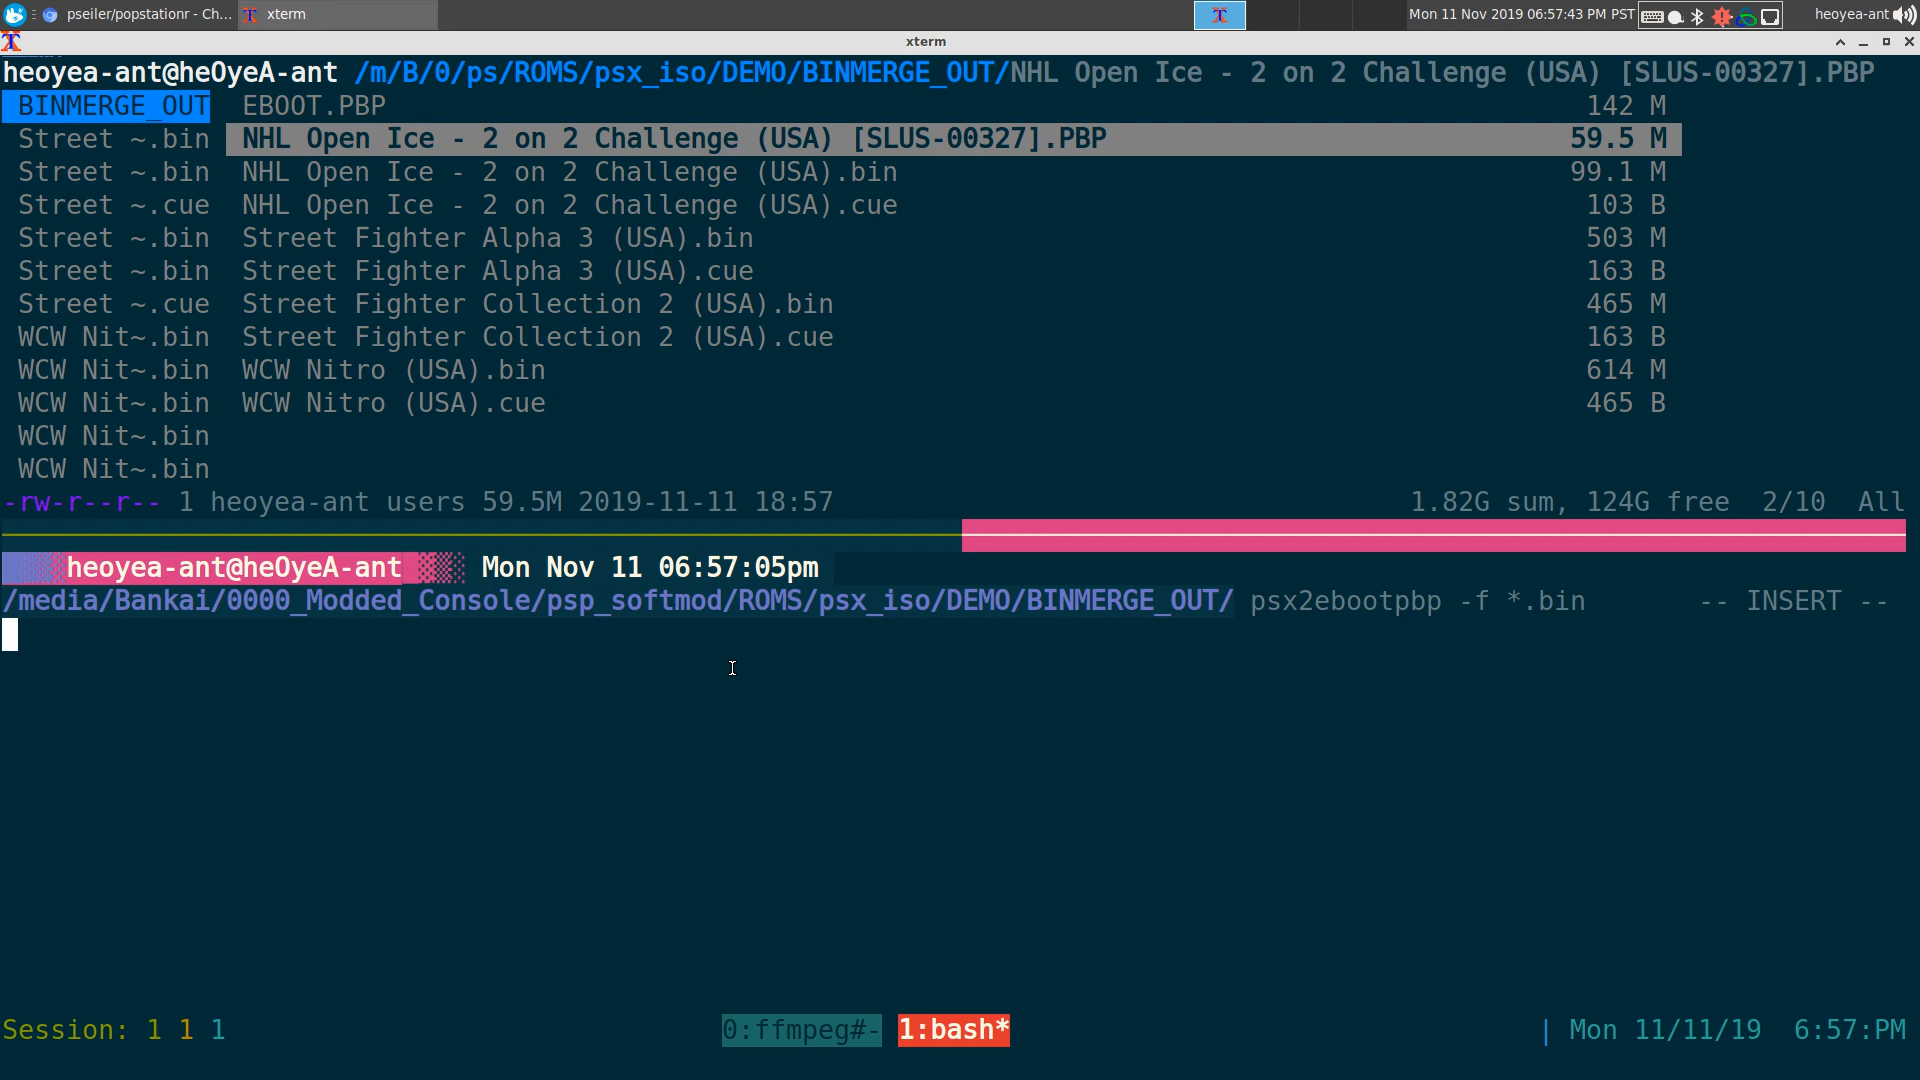 pseiler/popstationr - Ch... xterm Mon 11 Nov 2019 06:57:43 PM PST heoyea-ant
xterm
heoyea-ant@heOyeA-ant /m/B/0/ps/ROMS/psx_iso/DEMO/BINMERGE_OUT/NHL Open Ice - 2 on 2 Challenge (USA) [SLUS-00327].PBP
BINMERGE_OUT EBOOT.PBP 142 M
Street ~.bin NHL Open Ice - 2 on 2 Challenge (USA) [SLUS-00327].PBP 59.5 M
Street ~.bin NHL Open Ice - 2 on 2 Challenge (USA).bin 99.1 M
Street ~.cue NHL Open Ice - 2 on 2 Challenge (USA).cue 103 B
Street ~.bin Street Fighter Alpha 3 (USA).bin 503 M
Street ~.bin Street Fighter Alpha 3 (USA).cue 163 B
Street ~.cue Street Fighter Collection 2 (USA).bin 465 M
WCW Nit~.bin Street Fighter Collection 2 (USA).cue 163 B
WCW Nit~.bin WCW Nitro (USA).bin 614 M
WCW Nit~.bin WCW Nitro (USA).cue 465 B
WCW Nit~.bin
WCW Nit~.bin
-rw-r--r-- 1 heoyea-ant users 59.5M 2019-11-11 18:57 1.82G sum, 124G free 2/10 All
heoyea-ant@heOyeA-ant Mon Nov 11 06:57:05pm
/media/Bankai/0000_Modded_Console/psp_softmod/ROMS/psx_iso/DEMO/BINMERGE_OUT/ psx2ebootpbp -f *.bin -- INSERT --
Session: 1 1 1 0:ffmpeg#- 1:bash* | Mon 11/11/19 6:57:PM